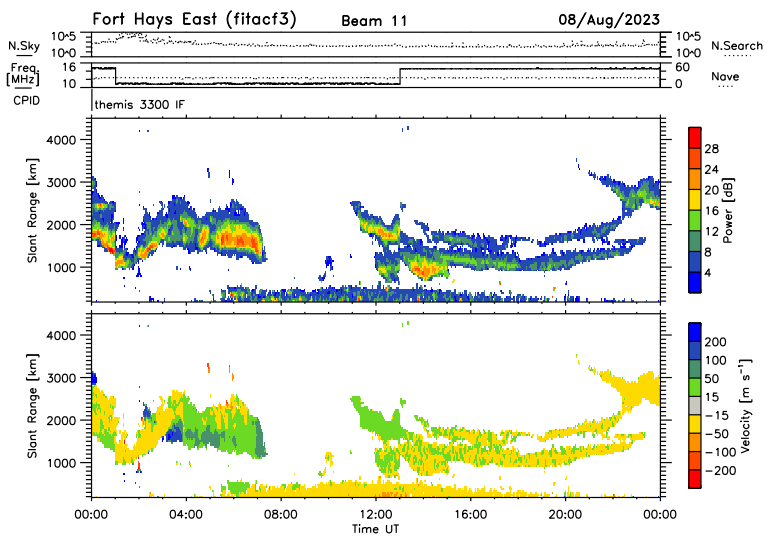 Fort Hays East (fitacf3) Beam 11 08/Aug/2023
N.Sky 10^5 10^0 10^5 10^0 N.Search
Freq. [MHz] 16 10 60 0 Nave
CPID themis 3300 IF
Slant Range [km] 4000 3000 2000 1000
Power [dB] 28 24 20 16 12 8 4
Slant Range [km] 4000 3000 2000 1000
Velocity [m s⁻¹] 200 100 50 15 -15 -50 -100 -200
00:00 04:00 08:00 12:00 16:00 20:00 00:00
Time UT